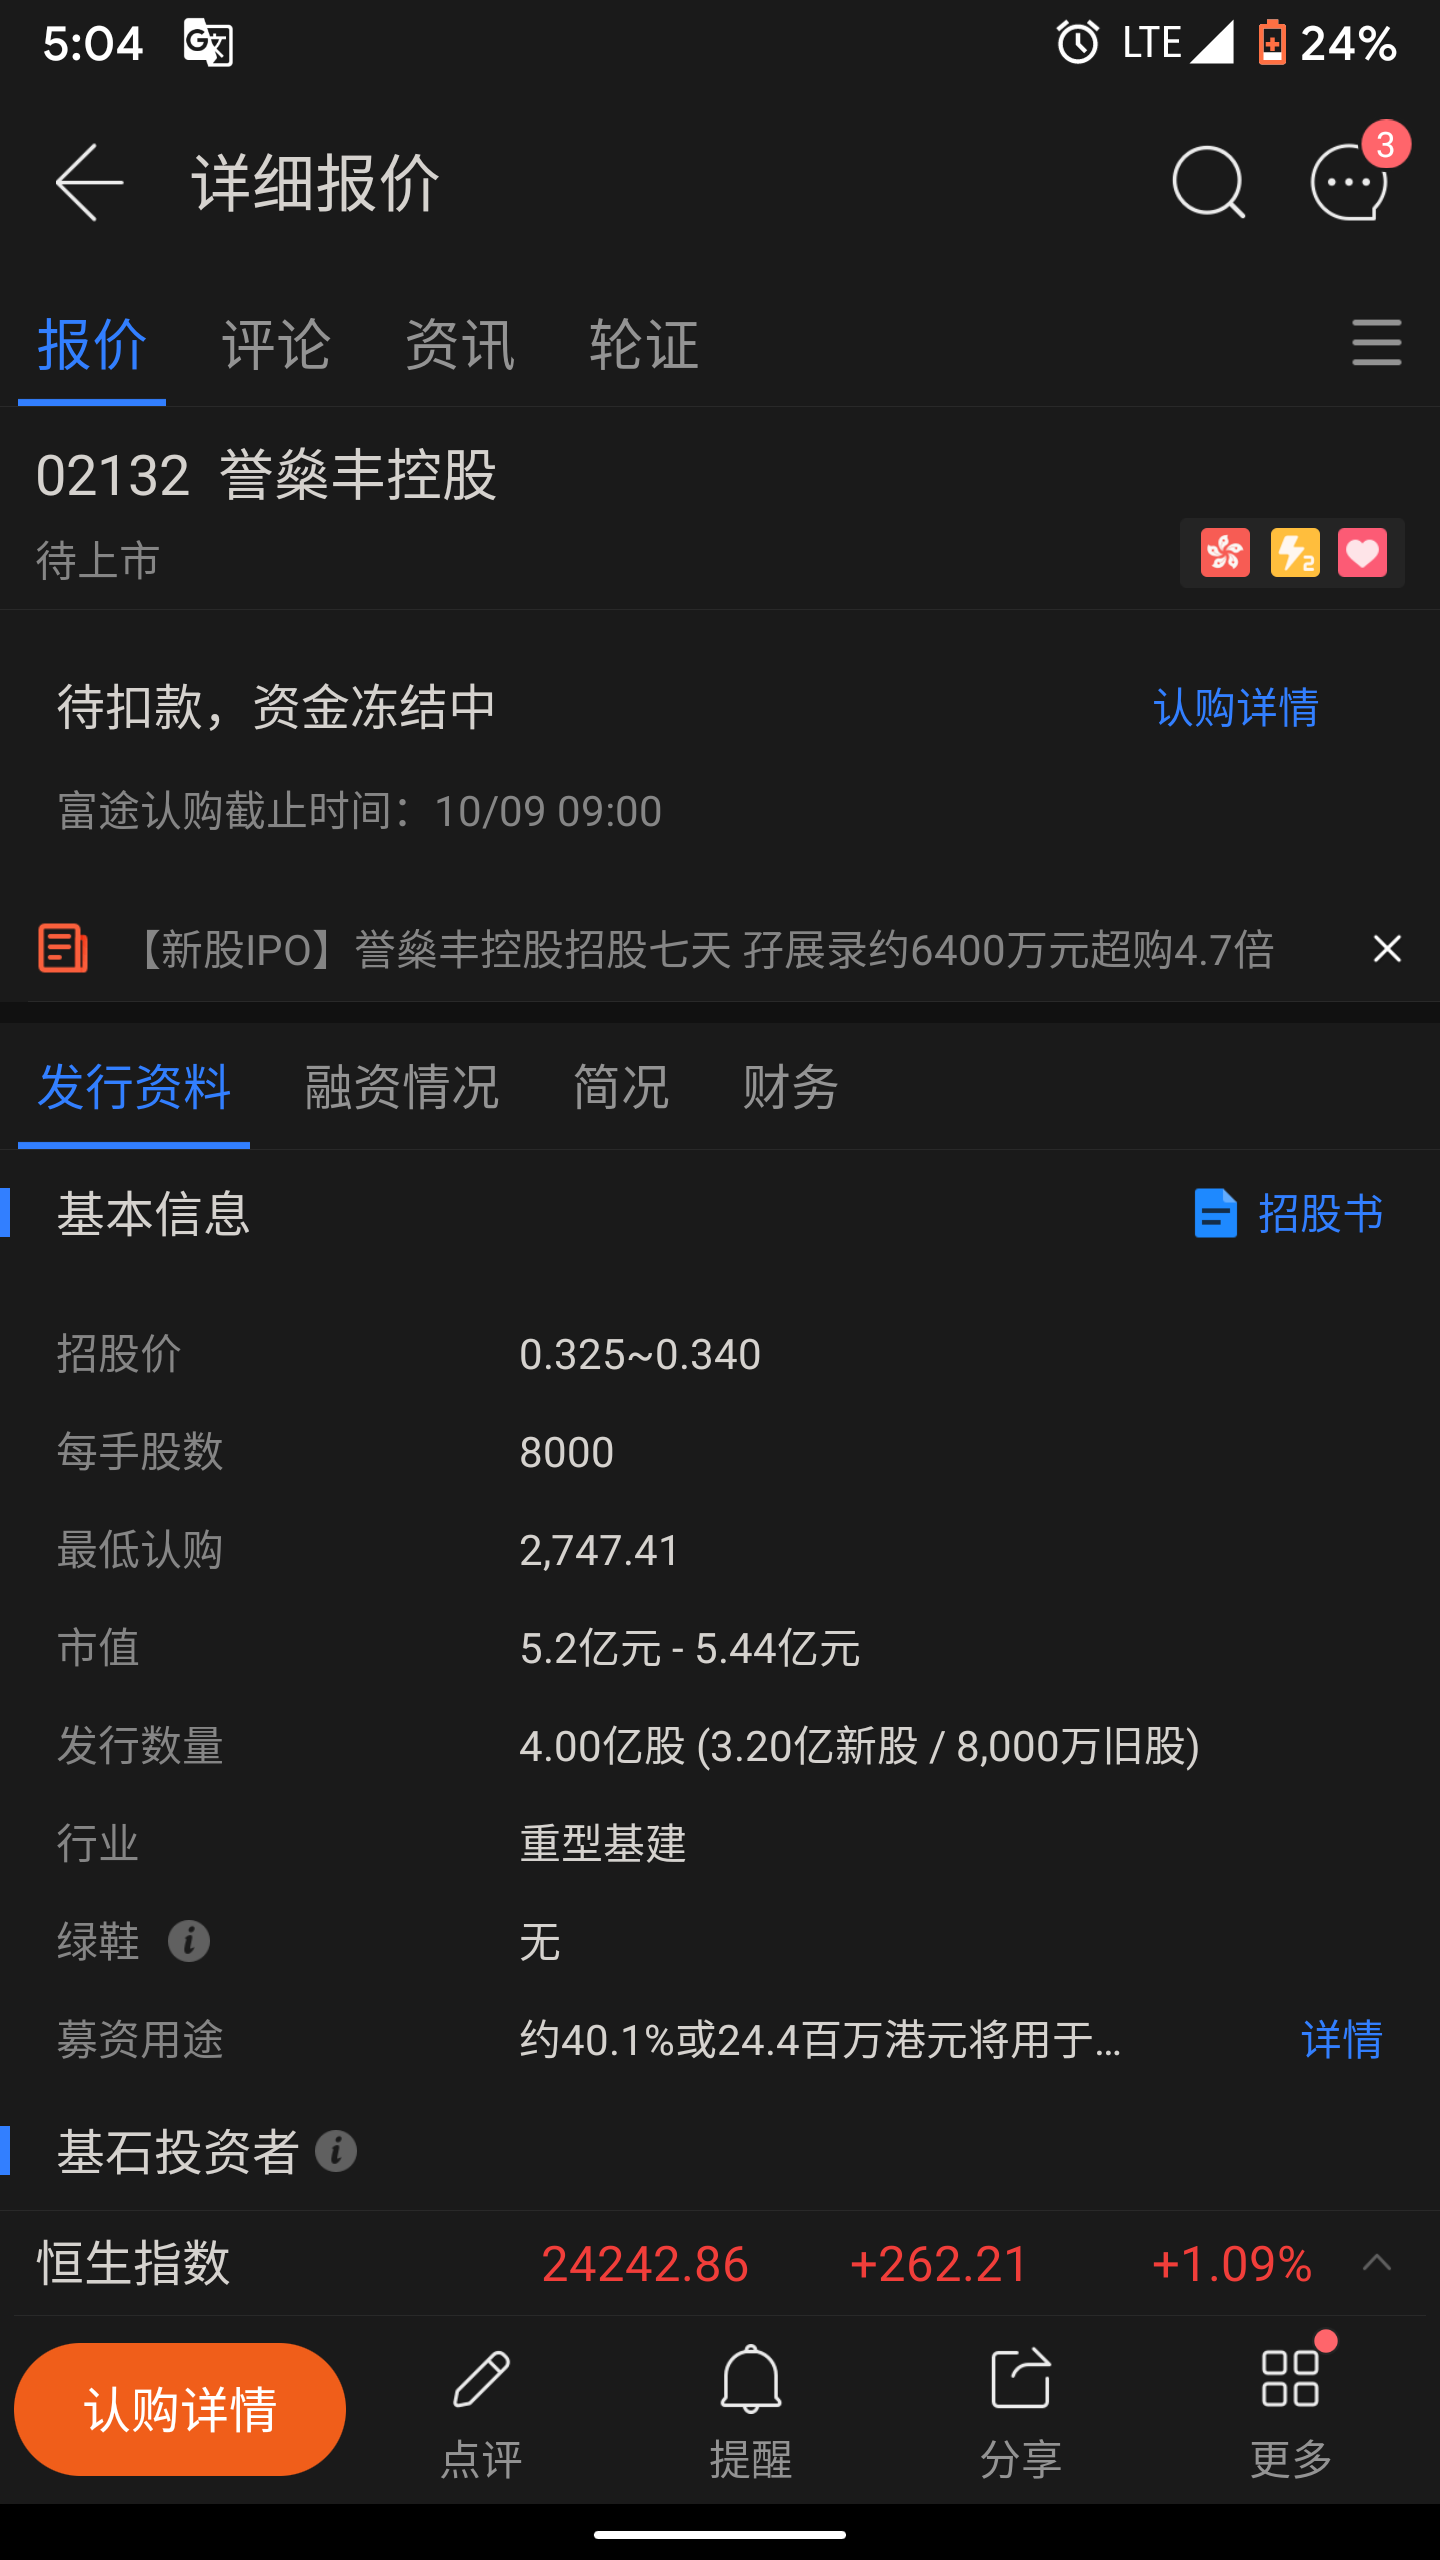 5:04
LTE 24%
详细报价
3
报价 评论 资讯 轮证
02132 誉燊丰控股
待上市
待扣款，资金冻结中 认购详情
富途认购截止时间：10/09 09:00
【新股IPO】誉燊丰控股招股七天 孖展录约6400万元超购4.7倍
发行资料 融资情况 简况 财务
基本信息 招股书
招股价 0.325~0.340
每手股数 8000
最低认购 2,747.41
市值 5.2亿元 - 5.44亿元
发行数量 4.00亿股 (3.20亿新股 / 8,000万旧股)
行业 重型基建
绿鞋 无
募资用途 约40.1%或24.4百万港元将用于... 详情
基石投资者
恒生指数 24242.86 +262.21 +1.09%
认购详情 点评 提醒 分享 更多